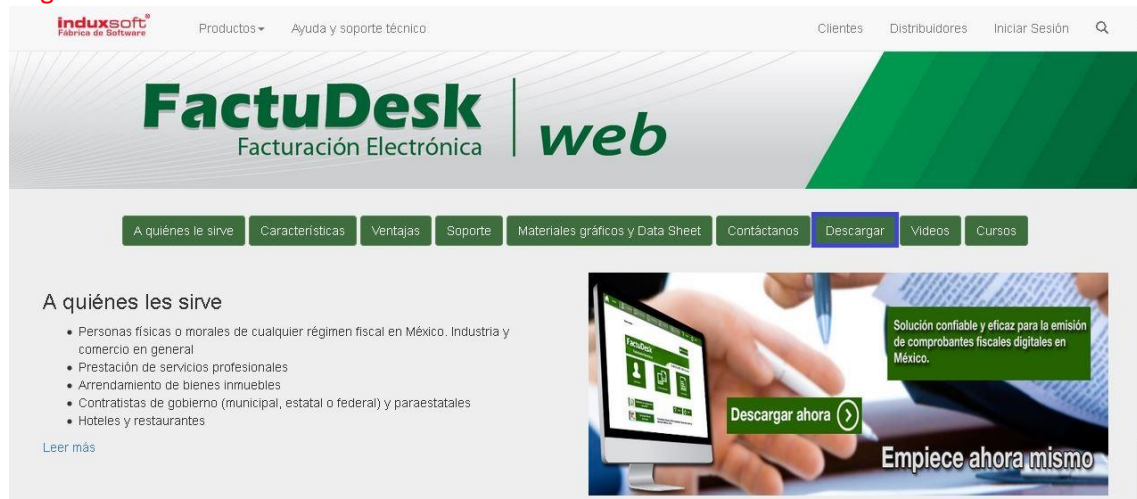 induxsoft®
Fábrica de Software
Productos
Ayuda y soporte técnico
Clientes
Distribuidores
Iniciar Sesión
FactuDesk
Facturación Electrónica
web
A quiénes le sirve
Características
Ventajas
Soporte
Materiales gráficos y Data Sheet
Contáctanos
Descargar
Videos
Cursos
A quiénes les sirve
• Personas físicas o morales de cualquier régimen fiscal en México. Industria y
comercio en general
• Prestación de servicios profesionales
• Arrendamiento de bienes inmuebles
• Contratistas de gobierno (municipal, estatal o federal) y paraestatales
• Hoteles y restaurantes
Leer más
FactuDesk
Solución confiable y eficaz para la emisión
de comprobantes fiscales digitales en
México.
Descargar ahora
Empiece ahora mismo